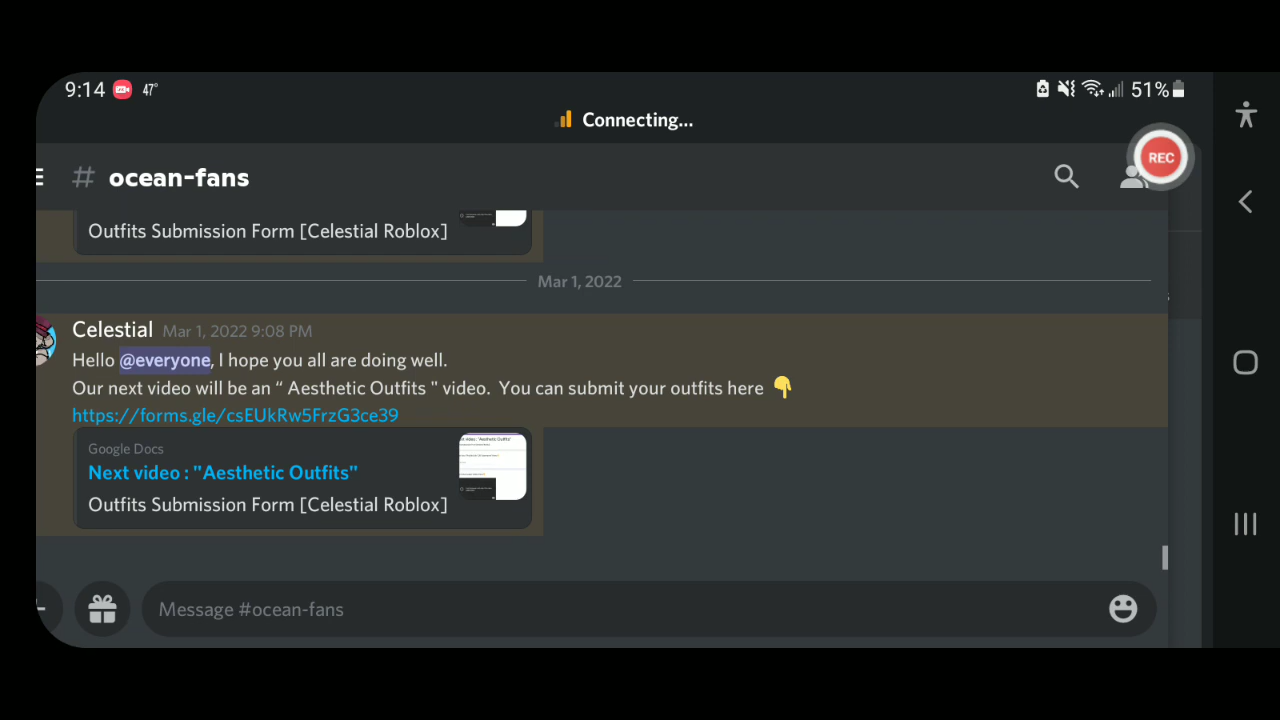 9:14 47° 51%
Connecting...
# ocean-fans
REC
Outfits Submission Form [Celestial Roblox]
Mar 1, 2022
Celestial Mar 1, 2022 9:08 PM
Hello @everyone, I hope you all are doing well.
Our next video will be an “ Aesthetic Outfits " video. You can submit your outfits here 👇
https://forms.gle/csEUkRw5FrzG3ce39
Google Docs
Next video : "Aesthetic Outfits"
Outfits Submission Form [Celestial Roblox]
Message #ocean-fans